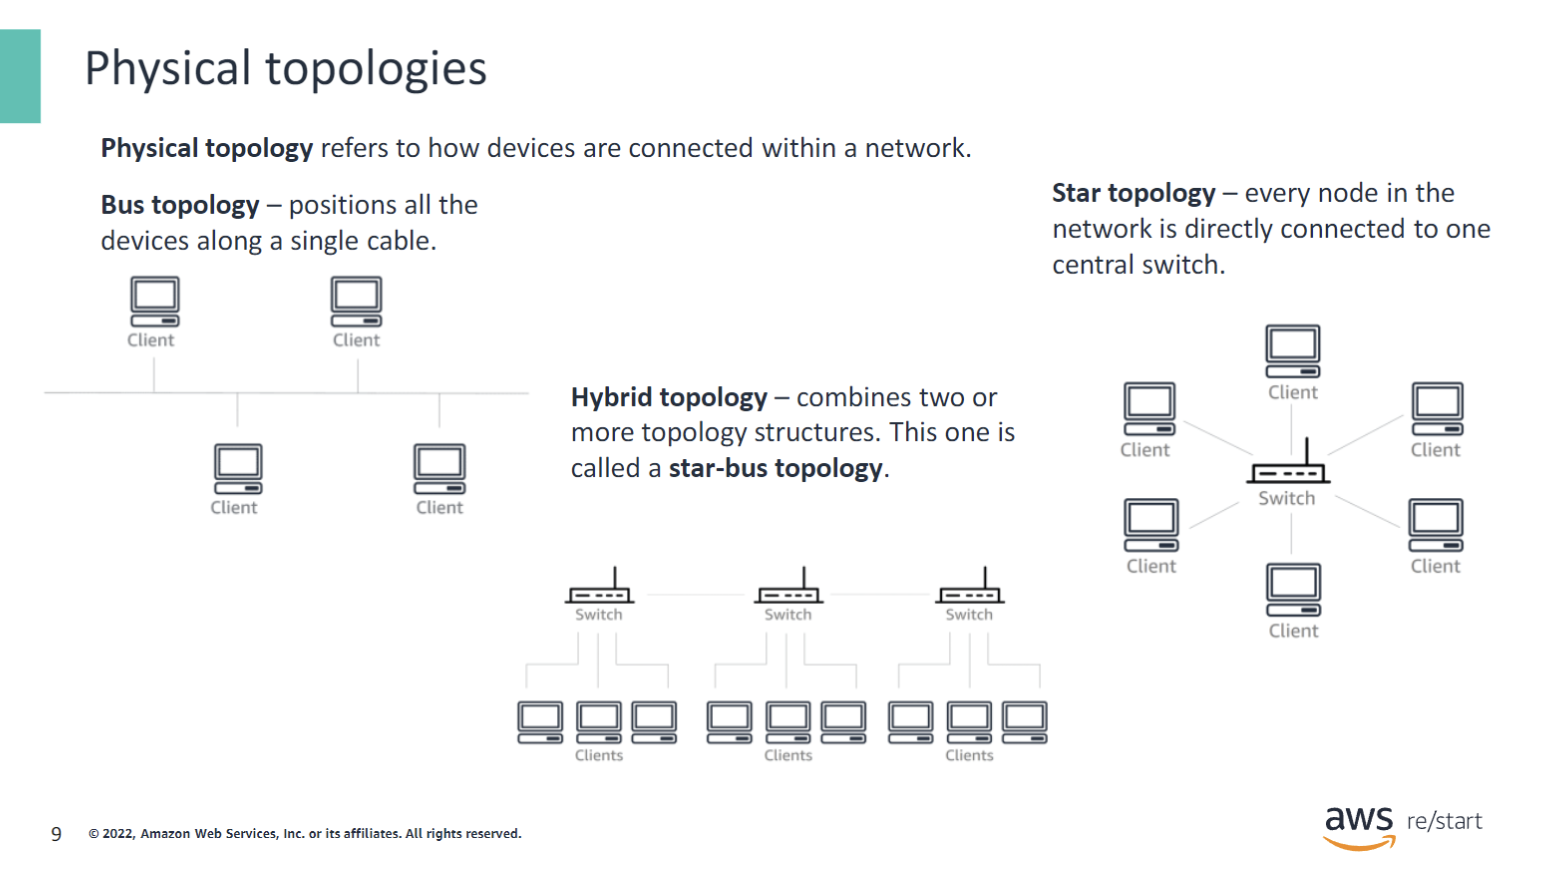 Physical topologies
Physical topology refers to how devices are connected within a network.
Bus topology – positions all the
devices along a single cable.
Client
Client
Client
Client
Hybrid topology – combines two or
more topology structures. This one is
called a star-bus topology.
Switch
Switch
Switch
Clients
Clients
Clients
Star topology – every node in the
network is directly connected to one
central switch.
Client
Client
Client
Switch
Client
Client
Client
9
© 2022, Amazon Web Services, Inc. or its affiliates. All rights reserved.
aws re/start